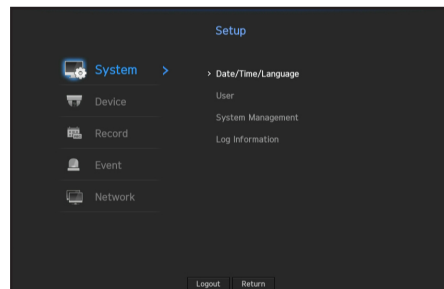 Setup
System >
> Date/Time/Language
Device
User
System Management
Record
Log Information
Event
Network
Logout Return